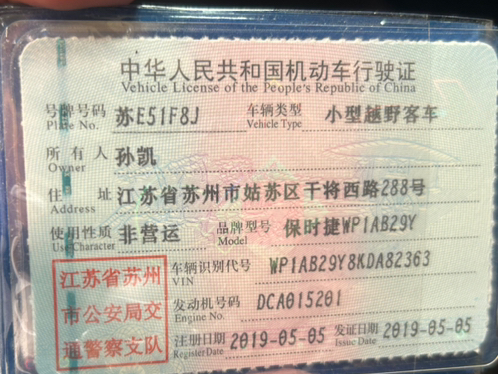 中华人民共和国机动车行驶证
Vehicle License of the People's Republic of China
号牌号码 苏E51F8J 车辆类型 小型越野客车
Plate No. Vehicle Type
所有人 孙凯
Owner
住址 江苏省苏州市姑苏区干将西路288号
Address
使用性质 非营运 品牌型号 保时捷WP1AB29Y
Use Character Model
江苏省苏州 车辆识别代号 WP1AB29Y8KDA82363
VIN
市公安局交 发动机号码 DCA015201
Engine No.
通警察支队 注册日期 2019-05-05 发证日期 2019-05-05
Register Date Issue Date